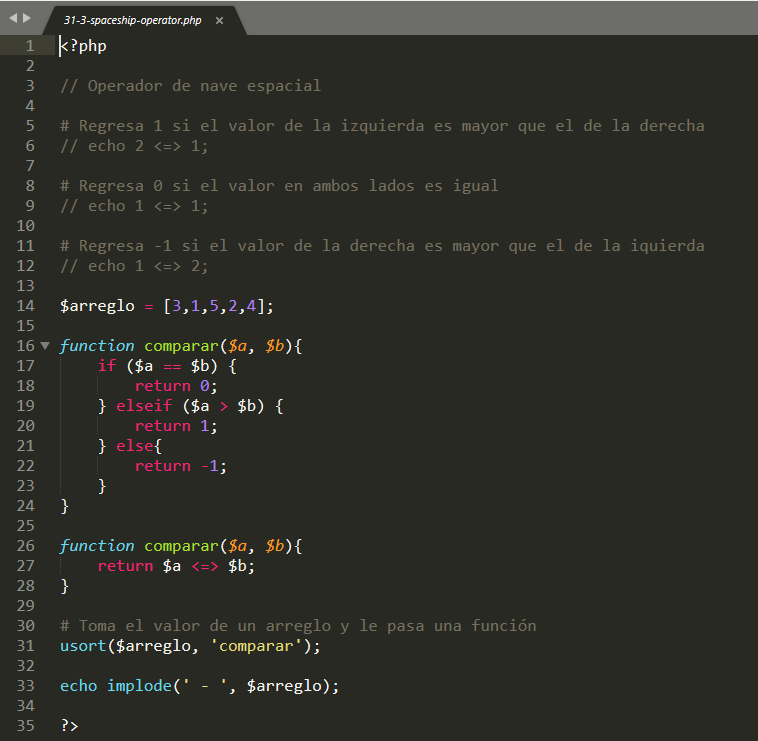 31-3-spaceship-operator.php ×
1 <?php
2
3 // Operador de nave espacial
4
5 # Regresa 1 si el valor de la izquierda es mayor que el de la derecha
6 // echo 2 <=> 1;
7
8 # Regresa 0 si el valor en ambos lados es igual
9 // echo 1 <=> 1;
10
11 # Regresa -1 si el valor de la derecha es mayor que el de la iquierda
12 // echo 1 <=> 2;
13
14 $arreglo = [3,1,5,2,4];
15
16 function comparar($a, $b){
17     if ($a == $b) {
18         return 0;
19     } elseif ($a > $b) {
20         return 1;
21     } else{
22         return -1;
23     }
24 }
25
26 function comparar($a, $b){
27     return $a <=> $b;
28 }
29
30 # Toma el valor de un arreglo y le pasa una función
31 usort($arreglo, 'comparar');
32
33 echo implode(' - ', $arreglo);
34
35 ?>